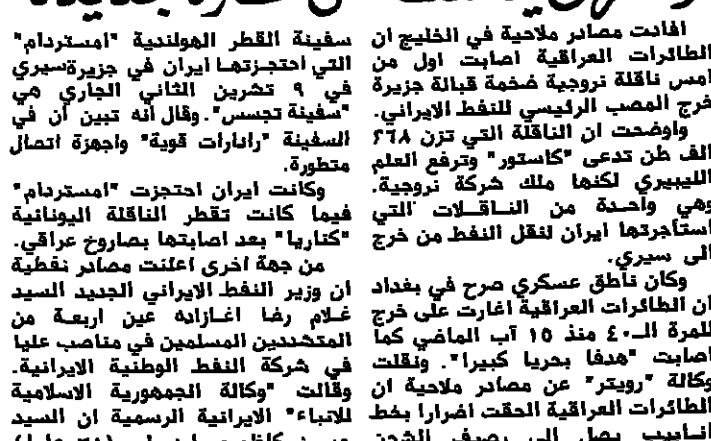 افادت مصادر ملاحية في الخليج ان
الطائرات العراقية اصابت اول من
امس ناقلة نروجية ضخمة قبالة جزيرة
خرج المصب الرئيسي للنفط الايراني.
واوضحت ان الناقلة التي تزن ٢٦٨
الف طن تدعى "كاستور" وترفع العلم
الليبيري لكنها ملك شركة نروجية.
وهي واحدة من الناقلات التي
استأجرتها ايران لنقل النفط من خرج
الى سيري.
وكان ناطق عسكري صرح في بغداد
ان الطائرات العراقية اغارت على خرج
للمرة الـ٤٠ منذ ١٥ آب الماضي كما
اصابت "هدفا بحريا كبيرا". ونقلت
وكالة "رويتر" عن مصادر ملاحية ان
الطائرات العراقية الحقت اضرارا بخط
انابيب يصل الى رصيف الشحن
سفينة القطر الهولندية "امستردام"
التي احتجزتها ايران في جزيرة سيري
في ٩ تشرين الثاني الجاري هي
"سفينة تجسس". وقال انه تبين ان في
السفينة "رادارات قوية" واجهزة اتصال
متطورة.
وكانت ايران احتجزت "امستردام"
فيما كانت تقطر الناقلة اليونانية
"كتاريا" بعد اصابتها بصاروخ عراقي.
من جهة اخرى اعلنت مصادر نفطية
ان وزير النفط الايراني الجديد السيد
غلام رضا اغازاده عين اربعة من
المتشددين المسلمين في مناصب عليا
في شركة النفط الوطنية الايرانية.
وقالت "وكالة الجمهورية الاسلامية
للانباء" الايرانية الرسمية ان السيد